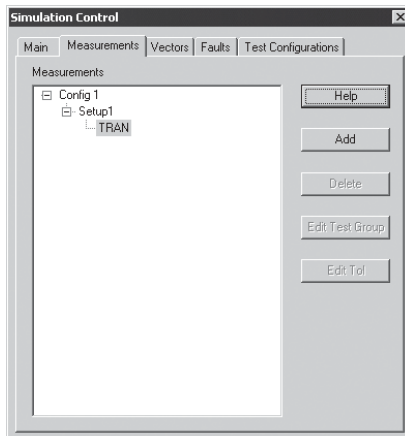 Simulation Control
Main Measurements Vectors Faults Test Configurations
Measurements
Config 1
Setup1
TRAN
Help
Add
Delete
Edit Test Group
Edit Tol